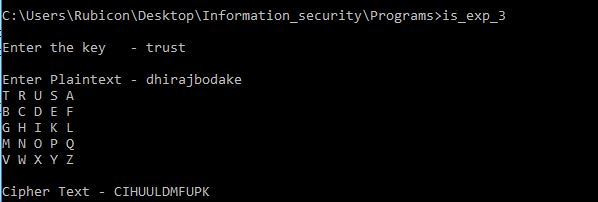 C:\Users\Rubicon\Desktop\Information_security\Programs>is_exp_3
Enter the key   - trust
Enter Plaintext - dhirajbodake
T R U S A
B C D E F
G H I K L
M N O P Q
V W X Y Z
Cipher Text - CIHUULDMFUPK